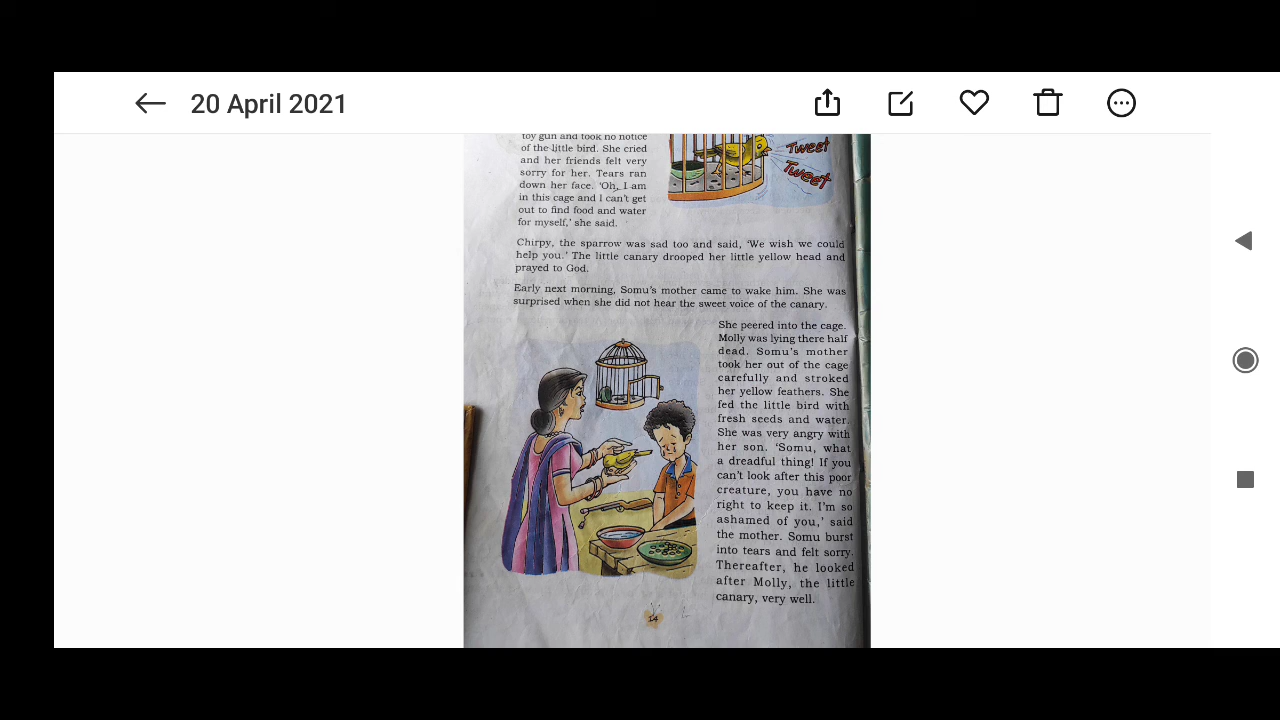 20 April 2021
toy gun and took no notice
of the little bird. She cried
and her friends felt very
sorry for her. Tears ran
down her face. 'Oh, I am
in this cage and I can't get
out to find food and water
for myself,' she said.
Tweet
Tweet
Chirpy, the sparrow was sad too and said, 'We wish we could
help you.' The little canary drooped her little yellow head and
prayed to God.
Early next morning, Somu's mother came to wake him. She was
surprised when she did not hear the sweet voice of the canary.
She peered into the cage.
Molly was lying there half
dead. Somu's mother
took her out of the cage
carefully and stroked
her yellow feathers. She
fed the little bird with
fresh seeds and water.
She was very angry with
her son. 'Somu, what
a dreadful thing! If you
can't look after this poor
creature, you have no
right to keep it. I'm so
ashamed of you,' said
the mother. Somu burst
into tears and felt sorry.
Thereafter, he looked
after Molly, the little
canary, very well.
14